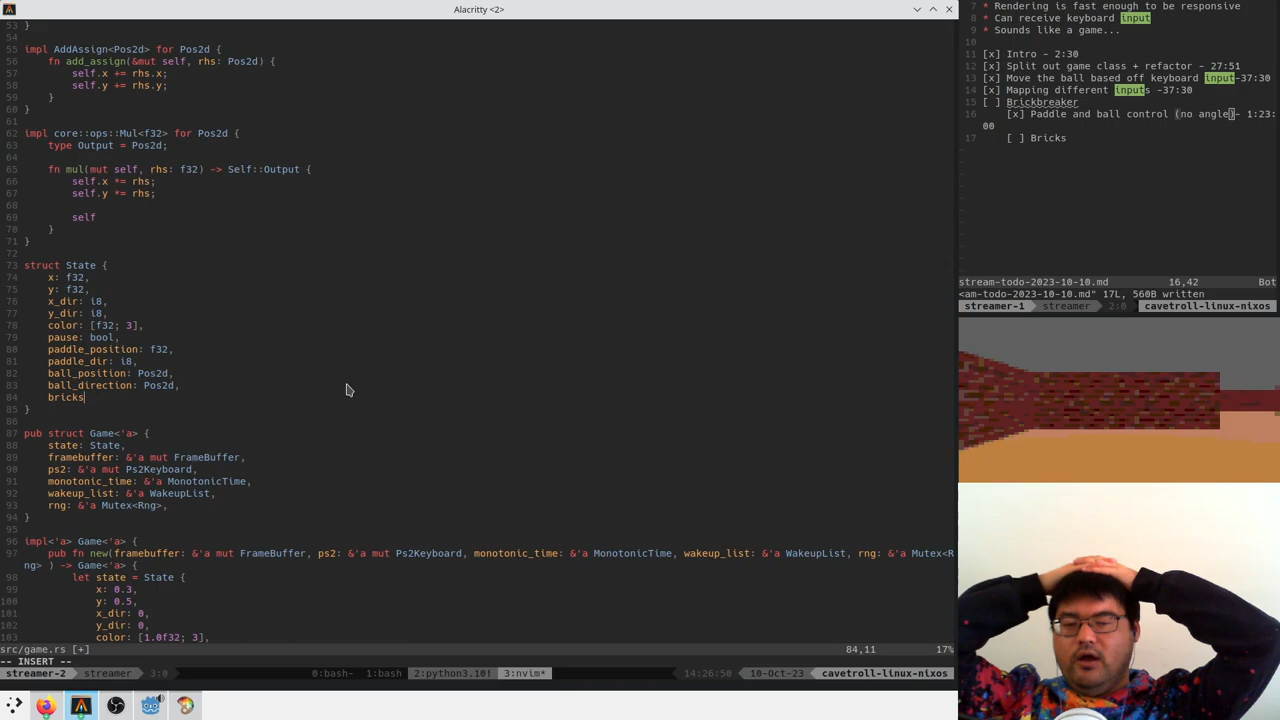 Alacritty <2>
53 }
54
55 impl AddAssign<Pos2d> for Pos2d {
56     fn add_assign(&mut self, rhs: Pos2d) {
57         self.x += rhs.x;
58         self.y += rhs.y;
59     }
60 }
61
62 impl core::ops::Mul<f32> for Pos2d {
63     type Output = Pos2d;
64
65     fn mul(mut self, rhs: f32) -> Self::Output {
66         self.x *= rhs;
67         self.y *= rhs;
68
69         self
70     }
71 }
72
73 struct State {
74     x: f32,
75     y: f32,
76     x_dir: i8,
77     y_dir: i8,
78     color: [f32; 3],
79     pause: bool,
80     paddle_position: f32,
81     paddle_dir: i8,
82     ball_position: Pos2d,
83     ball_direction: Pos2d,
84     bricks
85 }
86
87 pub struct Game<'a> {
88     state: State,
89     framebuffer: &'a mut FrameBuffer,
90     ps2: &'a mut Ps2Keyboard,
91     monotonic_time: &'a MonotonicTime,
92     wakeup_list: &'a WakeupList,
93     rng: &'a Mutex<Rng>,
94 }
95
96 impl<'a> Game<'a> {
97     pub fn new(framebuffer: &'a mut FrameBuffer, ps2: &'a mut Ps2Keyboard, monotonic_time: &'a MonotonicTime, wakeup_list: &'a WakeupList, rng: &'a Mutex<R
ng> ) -> Game<'a> {
98         let state = State {
99             x: 0.3,
100             y: 0.5,
101             x_dir: 0,
102             y_dir: 0,
103             color: [1.0f32; 3],
src/game.rs [+] 84,11 17%
-- INSERT --
streamer-2 streamer 3:0 0:bash- 1:bash 2:python3.10! 3:nvim* 14:26:50 10-Oct-23 cavetroll-linux-nixos
7 * Rendering is fast enough to be responsive
8 * Can receive keyboard input
9 * Sounds like a game...
10
11 [x] Intro - 2:30
12 [x] Split out game class + refactor - 27:51
13 [x] Move the ball based off keyboard input-37:30
14 [x] Mapping different inputs -37:30
15 [ ] Brickbreaker
16     [x] Paddle and ball control (no angle)- 1:23:
00
17     [ ] Bricks
stream-todo-2023-10-10.md 16,42 Bot
<am-todo-2023-10-10.md" 17L, 560B written
streamer-1 streamer 2:0 cavetroll-linux-nixos